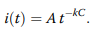 i(t) = A t^{-kC}.